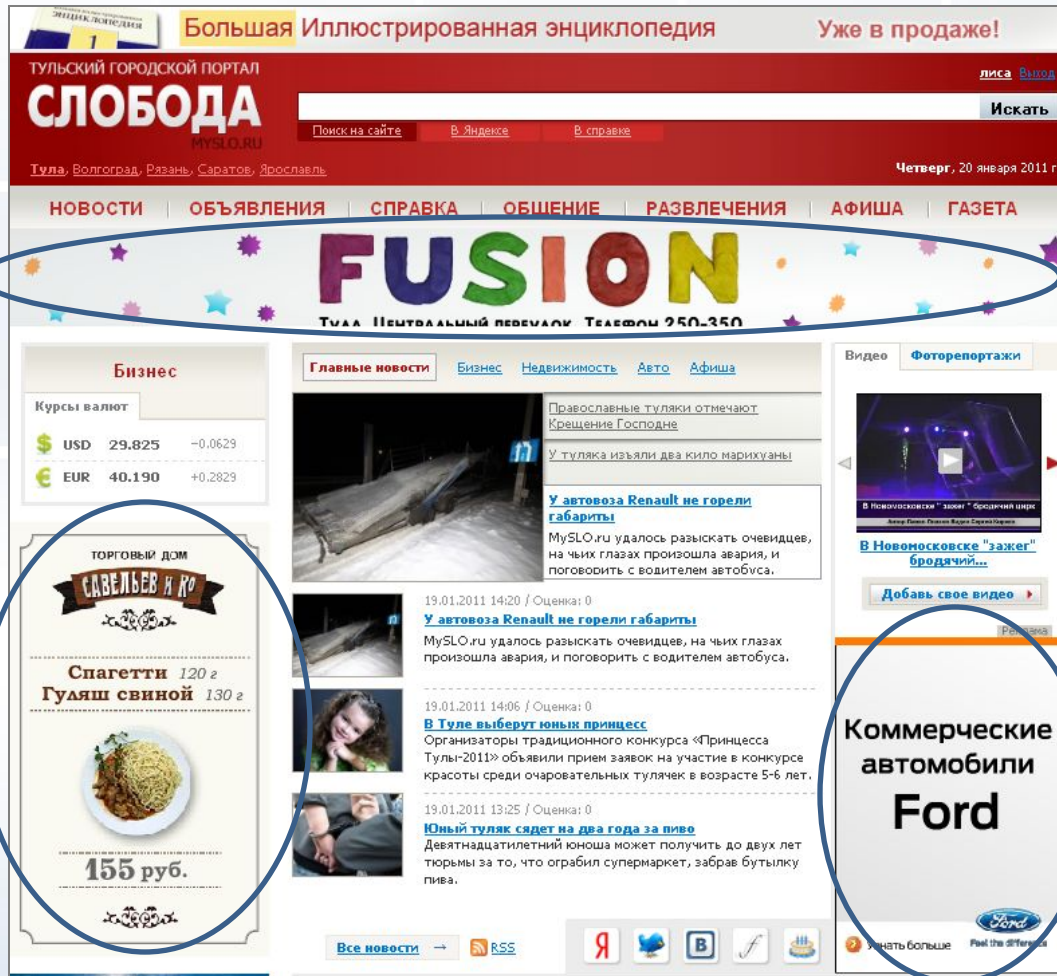 ЭНЦИКЛОПЕДИЯ
1
Большая Иллюстрированная энциклопедия Уже в продаже!
ТУЛЬСКИЙ ГОРОДСКОЙ ПОРТАЛ
СЛОБОДА
MYSLO.RU
лиса Выход
Искать
Поиск на сайте В Яндексе В справке
Тула, Волгоград, Рязань, Саратов, Ярославль
Четверг, 20 января 2011 г
НОВОСТИ ОБЪЯВЛЕНИЯ СПРАВКА ОБЩЕНИЕ РАЗВЛЕЧЕНИЯ АФИША ГАЗЕТА
FUSION
Тула, Центральный переулок, Телефон 250-350
Бизнес
Курсы валют
$ USD 29.825 −0.0629
€ EUR 40.190 +0.2829
ТОРГОВЫЙ ДОМ
САВЕЛЬЕВ И Ко
Спагетти 120 г
Гуляш свиной 130 г
155 руб.
Главные новости Бизнес Недвижимость Авто Афиша
Православные туляки отмечают
Крещение Господне
У туляка изъяли два кило марихуаны
У автовоза Renault не горели
габариты
MySLO.ru удалось разыскать очевидцев,
на чьих глазах произошла авария, и
поговорить с водителем автобуса.
19.01.2011 14:20 / Оценка: 0
У автовоза Renault не горели габариты
MySLO.ru удалось разыскать очевидцев, на чьих глазах
произошла авария, и поговорить с водителем автобуса.
19.01.2011 14:06 / Оценка: 0
В Туле выберут юных принцесс
Организаторы традиционного конкурса «Принцесса
Тулы-2011» объявили прием заявок на участие в конкурсе
красоты среди очаровательных тулячек в возрасте 5-6 лет.
19.01.2011 13:25 / Оценка: 0
Юный туляк сядет на два года за пиво
Девятнадцатилетний юноша может получить до двух лет
тюрьмы за то, что ограбил супермаркет, забрав бутылку
пива.
Все новости → RSS
Я В f
Видео Фоторепортажи
В Новомосковске "зажег" бродячий цирк
В Новомосковске "зажег"
бродячий...
Добавь свое видео
Реклама
Коммерческие
автомобили
Ford
Ford
Узнать больше Feel the difference